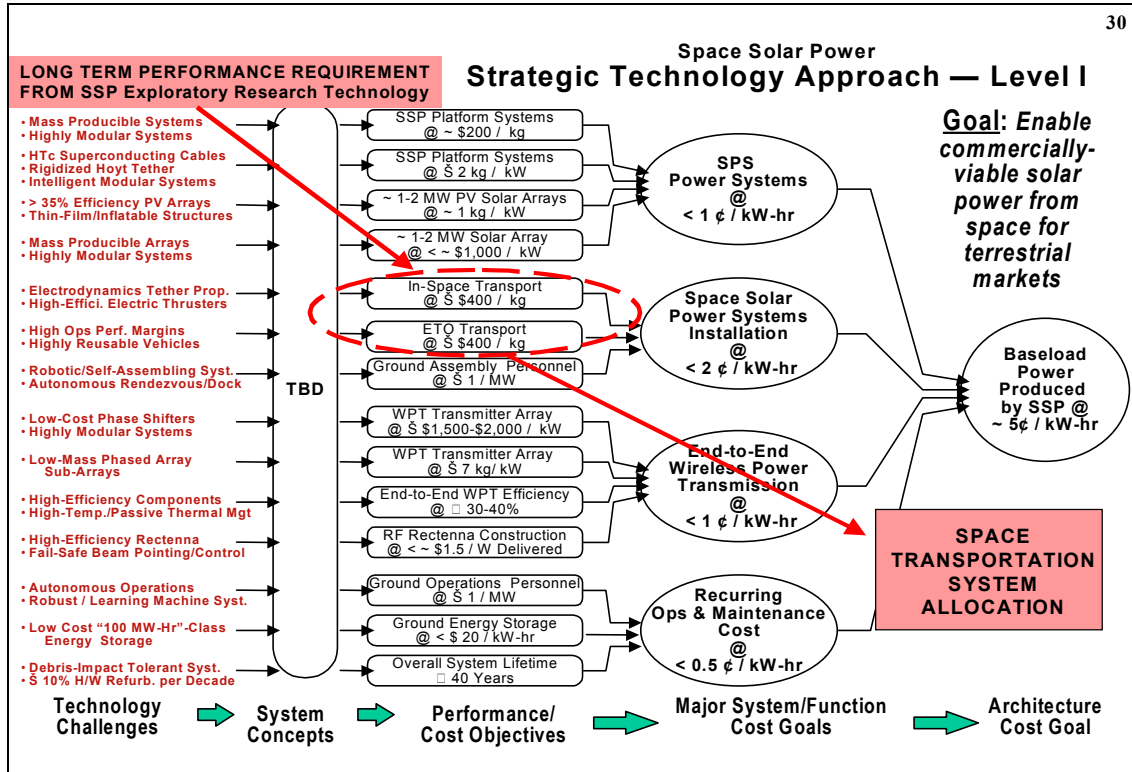 30
Space Solar Power
Strategic Technology Approach — Level I
LONG TERM PERFORMANCE REQUIREMENT
FROM SSP Exploratory Research Technology
Goal: Enable
commercially-
viable solar
power from
space for
terrestrial
markets
• Mass Producible Systems
• Highly Modular Systems
• HTc Superconducting Cables
• Rigidized Hoyt Tether
• Intelligent Modular Systems
• > 35% Efficiency PV Arrays
• Thin-Film/Inflatable Structures
• Mass Producible Arrays
• Highly Modular Systems
• Electrodynamics Tether Prop.
• High-Effici. Electric Thrusters
• High Ops Perf. Margins
• Highly Reusable Vehicles
• Robotic/Self-Assembling Syst.
• Autonomous Rendezvous/Dock
• Low-Cost Phase Shifters
• Highly Modular Systems
• Low-Mass Phased Array
Sub-Arrays
• High-Efficiency Components
• High-Temp./Passive Thermal Mgt
• High-Efficiency Rectenna
• Fail-Safe Beam Pointing/Control
• Autonomous Operations
• Robust / Learning Machine Syst.
• Low Cost “100 MW-Hr”-Class
Energy Storage
• Debris-Impact Tolerant Syst.
• Š 10% H/W Refurb. per Decade
TBD
SSP Platform Systems
@ ~ $200 / kg
SSP Platform Systems
@ Š 2 kg / kW
~ 1-2 MW PV Solar Arrays
@ ~ 1 kg / kW
~ 1-2 MW Solar Array
@ < ~ $1,000 / kW
In-Space Transport
@ Š $400 / kg
ETO Transport
@ Š $400 / kg
Ground Assembly Personnel
@ Š 1 / MW
WPT Transmitter Array
@ Š $1,500-$2,000 / kW
WPT Transmitter Array
@ Š 7 kg/ kW
End-to-End WPT Efficiency
@ □ 30-40%
RF Rectenna Construction
@ < ~ $1.5 / W Delivered
Ground Operations Personnel
@ Š 1 / MW
Ground Energy Storage
@ < $ 20 / kW-hr
Overall System Lifetime
□ 40 Years
SPS
Power Systems
@
< 1 ¢ / kW-hr
Space Solar
Power Systems
Installation
@
< 2 ¢ / kW-hr
End-to-End
Wireless Power
Transmission
@
< 1 ¢ / kW-hr
Recurring
Ops & Maintenance
Cost
@
< 0.5 ¢ / kW-hr
Baseload
Power
Produced
by SSP @
~ 5¢ / kW-hr
SPACE
TRANSPORTATION
SYSTEM
ALLOCATION
Technology
Challenges
System
Concepts
Performance/
Cost Objectives
Major System/Function
Cost Goals
Architecture
Cost Goal